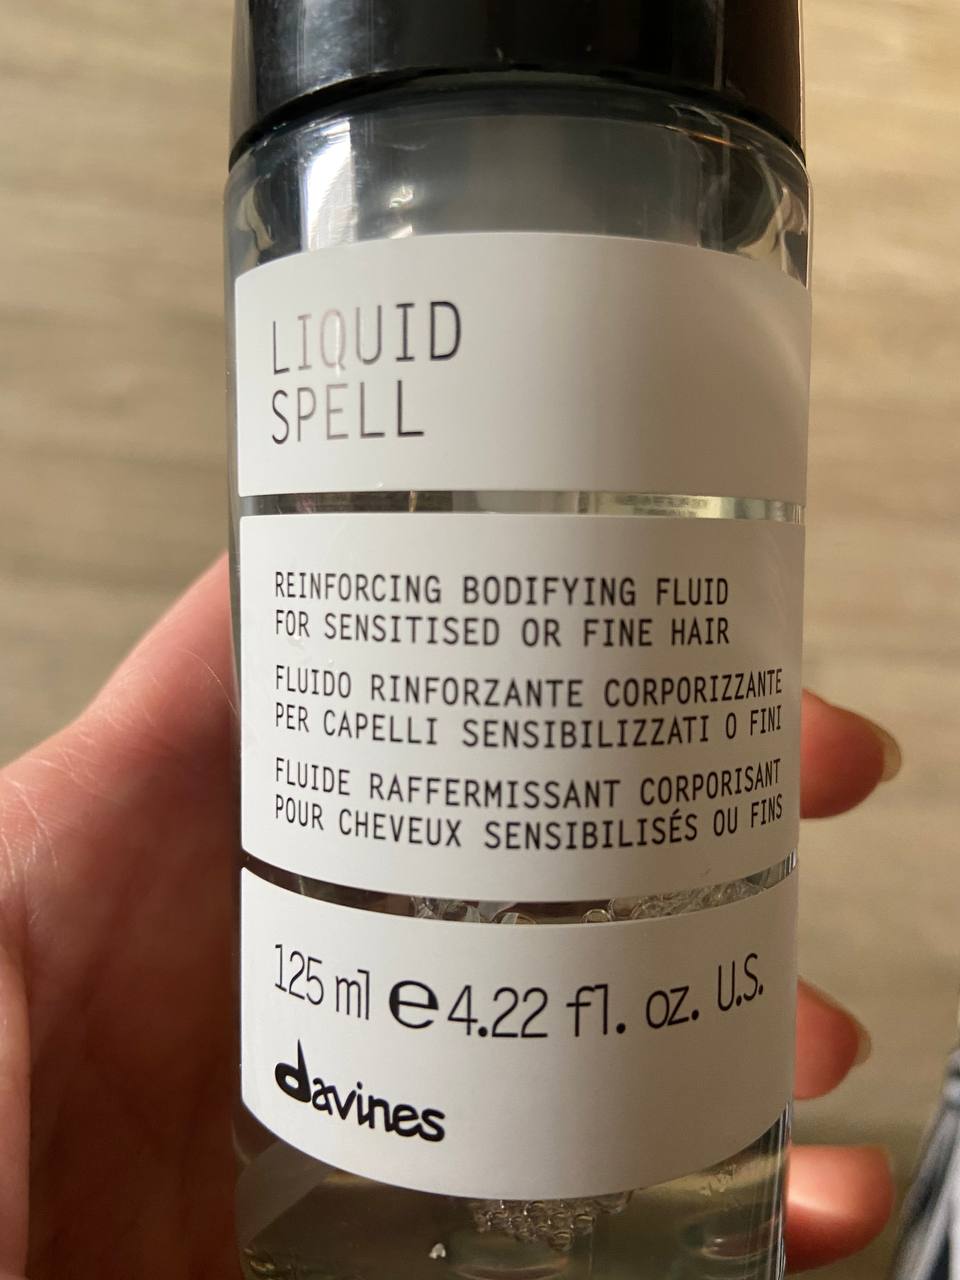 LIQUID
SPELL
REINFORCING BODIFYING FLUID
FOR SENSITISED OR FINE HAIR
FLUIDO RINFORZANTE CORPORIZZANTE
PER CAPELLI SENSIBILIZZATI O FINI
FLUIDE RAFFERMISSANT CORPORISANT
POUR CHEVEUX SENSIBILISÉS OU FINS
125 ml e 4.22 fl. oz. U.S.
davines